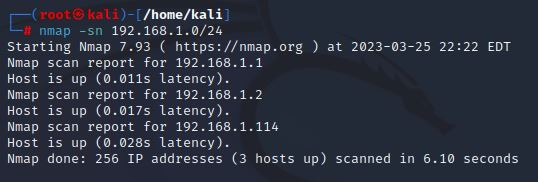 ┌──(root㉿kali)-[/home/kali]
└─# nmap -sn 192.168.1.0/24
Starting Nmap 7.93 ( https://nmap.org ) at 2023-03-25 22:22 EDT
Nmap scan report for 192.168.1.1
Host is up (0.011s latency).
Nmap scan report for 192.168.1.2
Host is up (0.017s latency).
Nmap scan report for 192.168.1.114
Host is up (0.028s latency).
Nmap done: 256 IP addresses (3 hosts up) scanned in 6.10 seconds